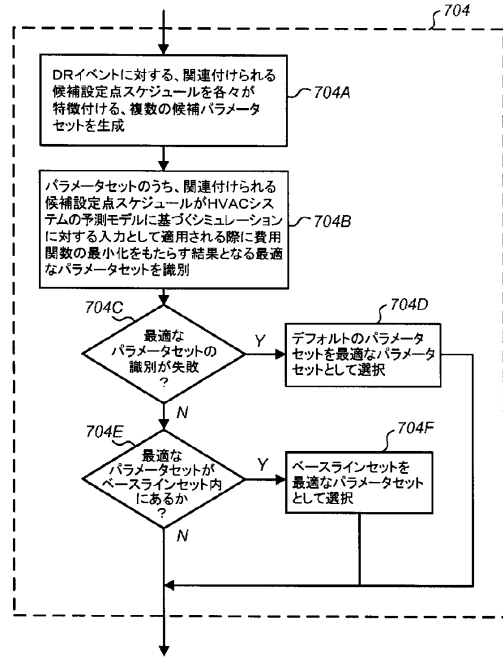 704
DRイベントに対する、関連付けられる
候補設定点スケジュールを各々が
特徴付ける、複数の候補パラメータ
セットを生成
704A
パラメータセットのうち、関連付けられる
候補設定点スケジュールがHVACシス
テムの予測モデルに基づくシミュレーション
に対する入力として適用される際に費用
関数の最小化をもたらす結果となる最適
なパラメータセットを識別
704B
704C
最適な
パラメータセットの
識別が失敗
?
Y
N
704D
デフォルトのパラメータ
セットを最適なパラメータ
セットとして選択
704E
最適な
パラメータセットが
ベースラインセット内
にあるか
?
Y
N
704F
ベースラインセットを
最適なパラメータセット
として選択